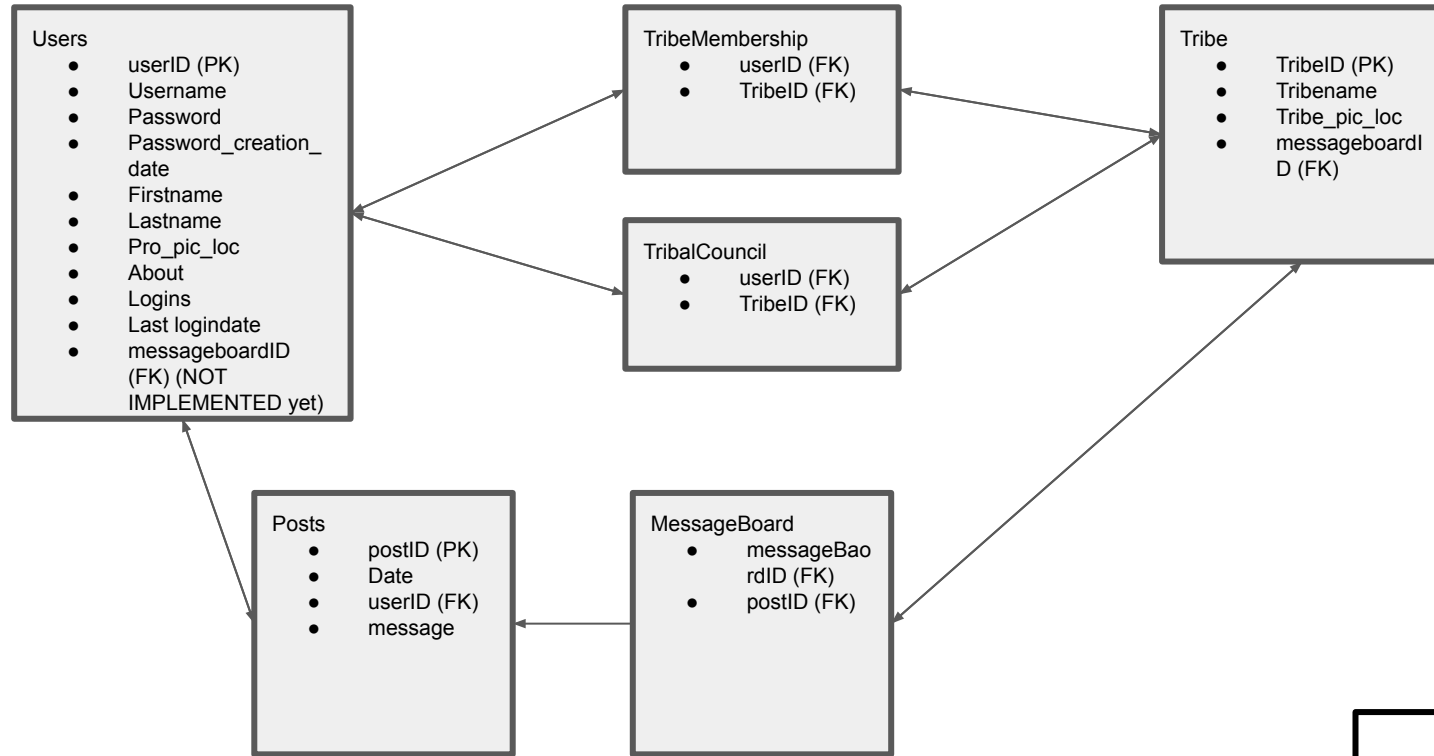 Users
● userID (PK)
● Username
● Password
● Password_creation_
date
● Firstname
● Lastname
● Pro_pic_loc
● About
● Logins
● Last logindate
● messageboardID
(FK) (NOT
IMPLEMENTED yet)
TribeMembership
● userID (FK)
● TribeID (FK)
TribalCouncil
● userID (FK)
● TribeID (FK)
Tribe
● TribeID (PK)
● Tribename
● Tribe_pic_loc
● messageboardI
D (FK)
Posts
● postID (PK)
● Date
● userID (FK)
● message
MessageBoard
● messageBao
rdID (FK)
● postID (FK)